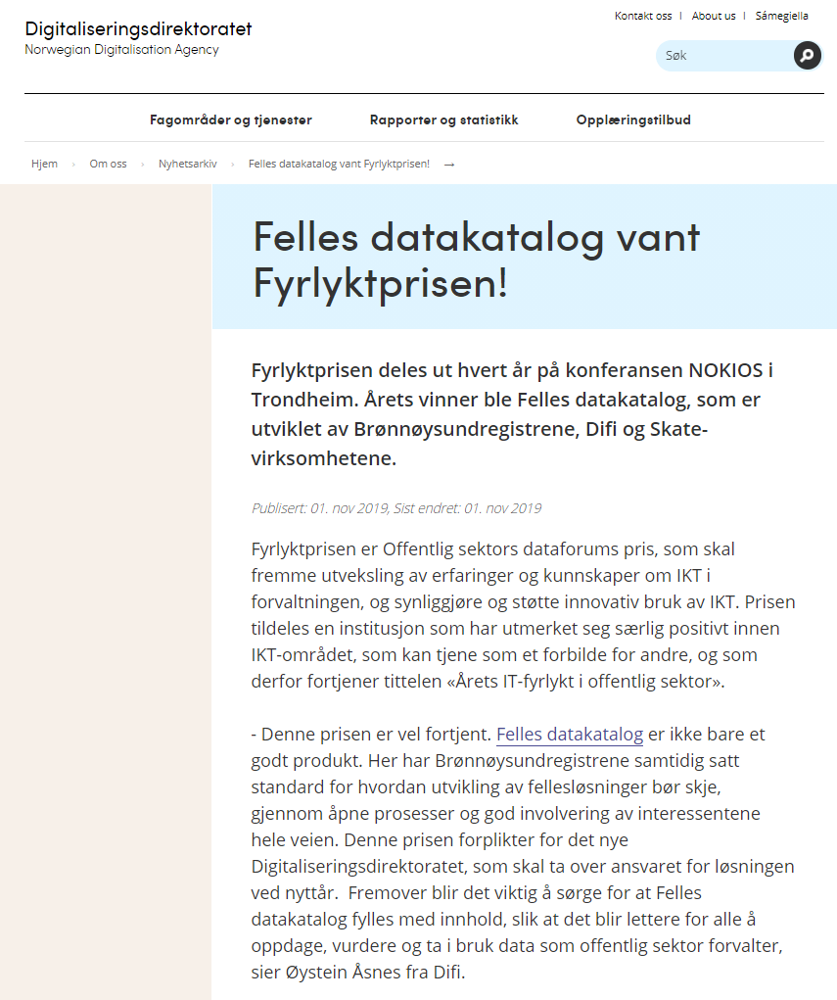 Kontakt oss | About us | Sámegiella
Digitaliseringsdirektoratet
Norwegian Digitalisation Agency
Søk
Fagområder og tjenester Rapporter og statistikk Opplæringstilbud
Hjem › Om oss › Nyhetsarkiv › Felles datakatalog vant Fyrlyktprisen! →
Felles datakatalog vant
Fyrlyktprisen!
Fyrlyktprisen deles ut hvert år på konferansen NOKIOS i
Trondheim. Årets vinner ble Felles datakatalog, som er
utviklet av Brønnøysundregistrene, Difi og Skate-
virksomhetene.
Publisert: 01. nov 2019, Sist endret: 01. nov 2019
Fyrlyktprisen er Offentlig sektors dataforums pris, som skal
fremme utveksling av erfaringer og kunnskaper om IKT i
forvaltningen, og synliggjøre og støtte innovativ bruk av IKT. Prisen
tildeles en institusjon som har utmerket seg særlig positivt innen
IKT-området, som kan tjene som et forbilde for andre, og som
derfor fortjener tittelen «Årets IT-fyrlykt i offentlig sektor».
- Denne prisen er vel fortjent. Felles datakatalog er ikke bare et
godt produkt. Her har Brønnøysundregistrene samtidig satt
standard for hvordan utvikling av fellesløsninger bør skje,
gjennom åpne prosesser og god involvering av interessentene
hele veien. Denne prisen forplikter for det nye
Digitaliseringsdirektoratet, som skal ta over ansvaret for løsningen
ved nyttår.  Fremover blir det viktig å sørge for at Felles
datakatalog fylles med innhold, slik at det blir lettere for alle å
oppdage, vurdere og ta i bruk data som offentlig sektor forvalter,
sier Øystein Åsnes fra Difi.